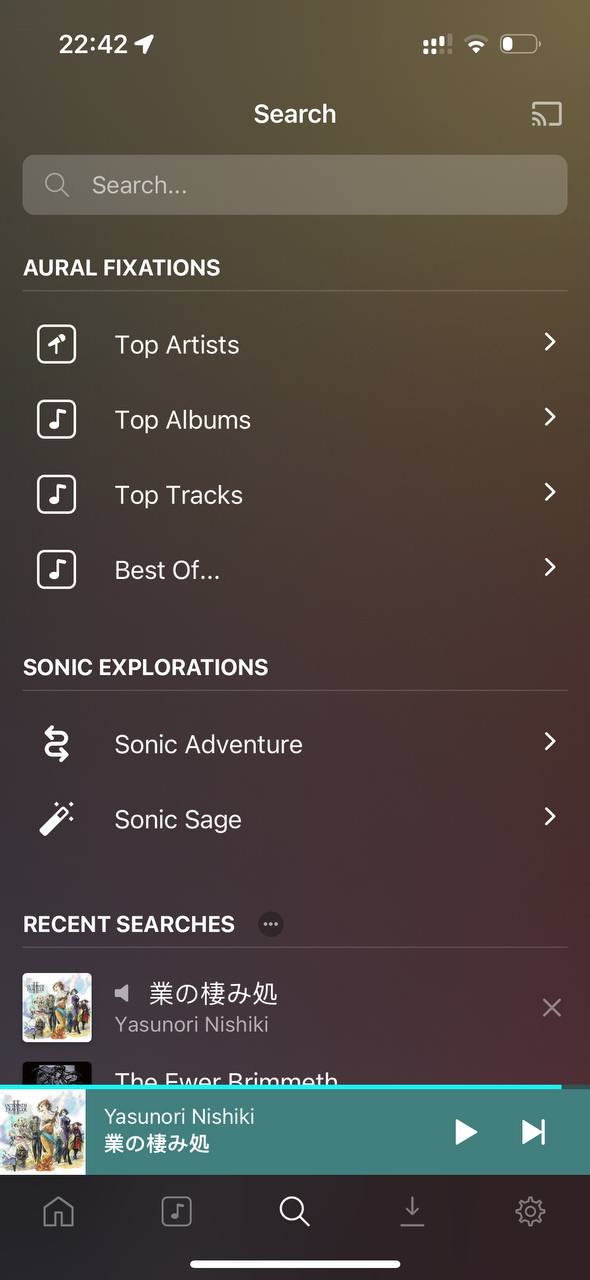 22:42
Search
Search...
AURAL FIXATIONS
Top Artists
Top Albums
Top Tracks
Best Of...
SONIC EXPLORATIONS
Sonic Adventure
Sonic Sage
RECENT SEARCHES
業の棲み処
Yasunori Nishiki
The Ewer Brimmeth
Yasunori Nishiki
業の棲み処